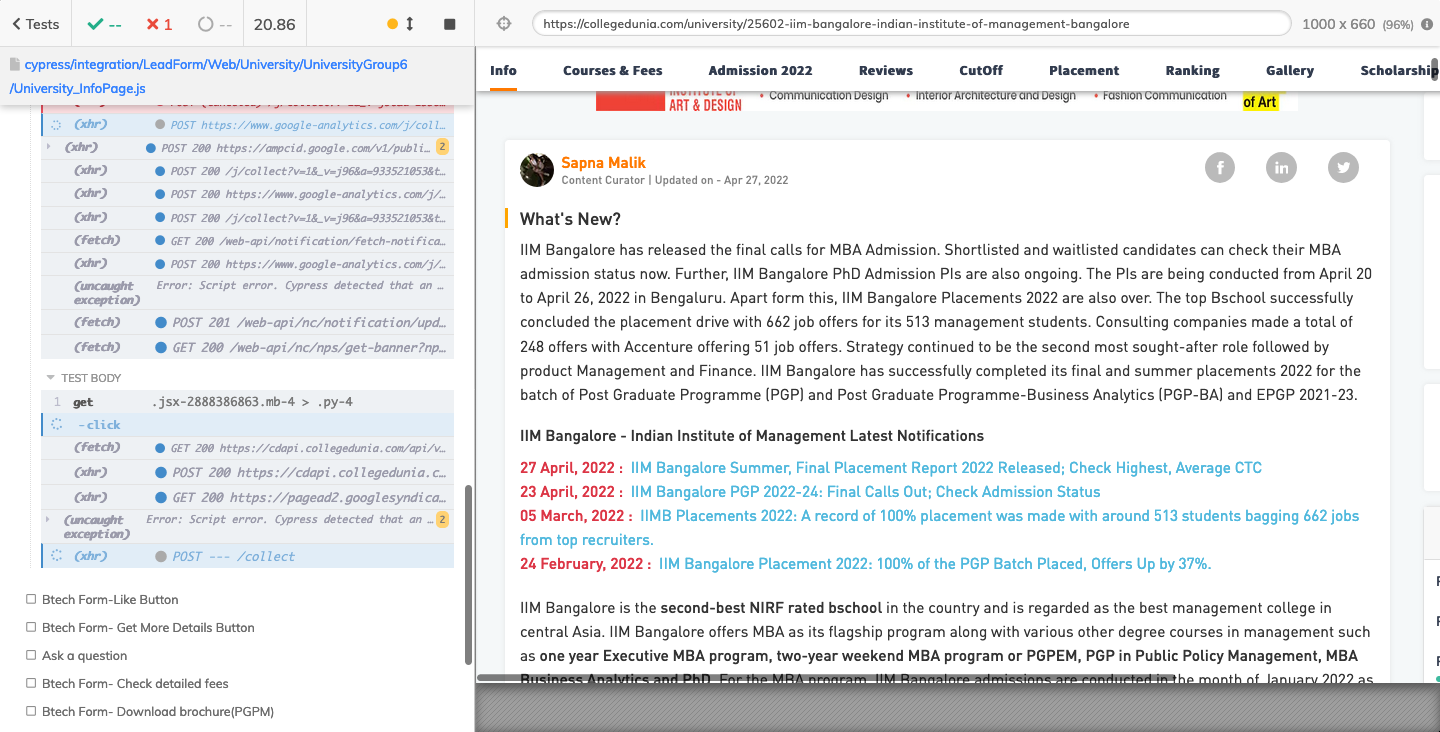 Tests
--
1
--
20.86
https://collegedunia.com/university/25602-iim-bangalore-indian-institute-of-management-bangalore
1000 x 660 (96%)
cypress/integration/LeadForm/Web/University/UniversityGroup6
/University_InfoPage.js
(xhr) POST https://www.google-analytics.com/j/coll…
(xhr) POST 200 https://ampcid.google.com/v1/publi… 2
(xhr) POST 200 /j/collect?v=1&_v=j96&a=933521053&t…
(xhr) POST 200 https://www.google-analytics.com/j/…
(xhr) POST 200 /j/collect?v=1&_v=j96&a=933521053&t…
(fetch) GET 200 /web-api/notification/fetch-notifica…
(xhr) POST 200 https://www.google-analytics.com/j/…
(uncaught exception) Error: Script error. Cypress detected that an …
(fetch) POST 201 /web-api/nc/notification/upd…
(fetch) GET 200 /web-api/nc/nps/get-banner?np…
TEST BODY
1 get .jsx-2888386863.mb-4 > .py-4
-click
(fetch) GET 200 https://cdapi.collegedunia.com/api/v…
(xhr) POST 200 https://cdapi.collegedunia.c…
(xhr) GET 200 https://pagead2.googlesyndica…
(uncaught exception) Error: Script error. Cypress detected that an … 2
(xhr) POST --- /collect
Btech Form-Like Button
Btech Form- Get More Details Button
Ask a question
Btech Form- Check detailed fees
Btech Form- Download brochure(PGPM)
Info Courses & Fees Admission 2022 Reviews CutOff Placement Ranking Gallery Scholarship
ART & DESIGN • Communication Design • Interior Architecture and Design • Fashion Communication of Art
Sapna Malik
Content Curator | Updated on - Apr 27, 2022
What's New?
IIM Bangalore has released the final calls for MBA Admission. Shortlisted and waitlisted candidates can check their MBA
admission status now. Further, IIM Bangalore PhD Admission PIs are also ongoing. The PIs are being conducted from April 20
to April 26, 2022 in Bengaluru. Apart form this, IIM Bangalore Placements 2022 are also over. The top Bschool successfully
concluded the placement drive with 662 job offers for its 513 management students. Consulting companies made a total of
248 offers with Accenture offering 51 job offers. Strategy continued to be the second most sought-after role followed by
product Management and Finance. IIM Bangalore has successfully completed its final and summer placements 2022 for the
batch of Post Graduate Programme (PGP) and Post Graduate Programme-Business Analytics (PGP-BA) and EPGP 2021-23.
IIM Bangalore - Indian Institute of Management Latest Notifications
27 April, 2022 : IIM Bangalore Summer, Final Placement Report 2022 Released; Check Highest, Average CTC
23 April, 2022 : IIM Bangalore PGP 2022-24: Final Calls Out; Check Admission Status
05 March, 2022 : IIMB Placements 2022: A record of 100% placement was made with around 513 students bagging 662 jobs
from top recruiters.
24 February, 2022 : IIM Bangalore Placement 2022: 100% of the PGP Batch Placed, Offers Up by 37%.
IIM Bangalore is the second-best NIRF rated bschool in the country and is regarded as the best management college in
central Asia. IIM Bangalore offers MBA as its flagship program along with various other degree courses in management such
as one year Executive MBA program, two-year weekend MBA program or PGPEM, PGP in Public Policy Management, MBA
Business Analytics and PhD. For the MBA program, IIM Bangalore admissions are conducted in the month of January 2022 as